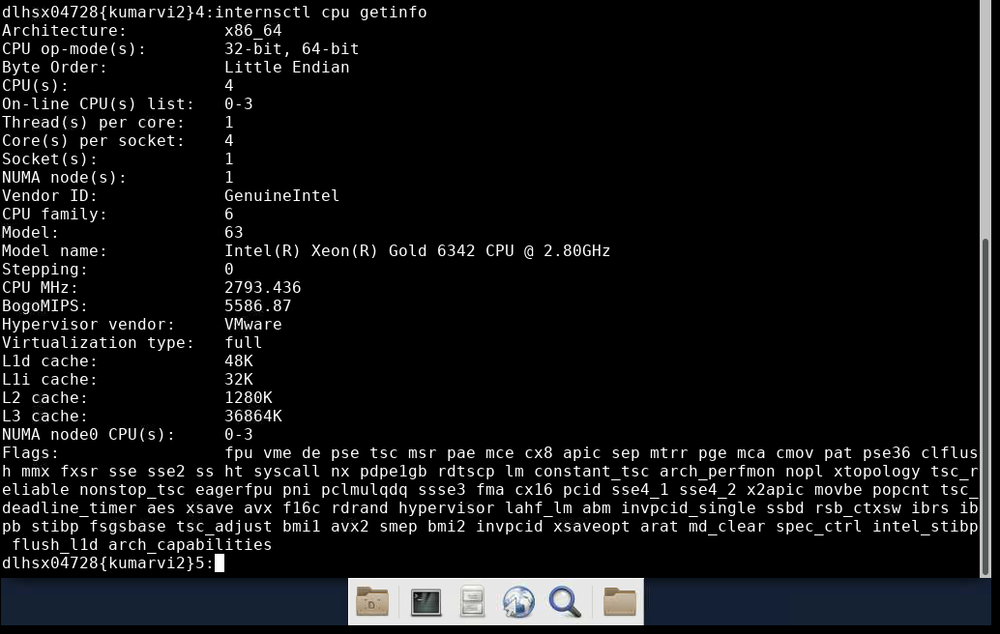 dlhsx04728{kumarvi2}4:internsctl cpu getinfo
Architecture:          x86_64
CPU op-mode(s):        32-bit, 64-bit
Byte Order:            Little Endian
CPU(s):                4
On-line CPU(s) list:   0-3
Thread(s) per core:    1
Core(s) per socket:    4
Socket(s):             1
NUMA node(s):          1
Vendor ID:             GenuineIntel
CPU family:            6
Model:                 63
Model name:            Intel(R) Xeon(R) Gold 6342 CPU @ 2.80GHz
Stepping:              0
CPU MHz:               2793.436
BogoMIPS:              5586.87
Hypervisor vendor:     VMware
Virtualization type:   full
L1d cache:             48K
L1i cache:             32K
L2 cache:              1280K
L3 cache:              36864K
NUMA node0 CPU(s):     0-3
Flags:                 fpu vme de pse tsc msr pae mce cx8 apic sep mtrr pge mca cmov pat pse36 clflus
h mmx fxsr sse sse2 ss ht syscall nx pdpe1gb rdtscp lm constant_tsc arch_perfmon nopl xtopology tsc_r
eliable nonstop_tsc eagerfpu pni pclmulqdq ssse3 fma cx16 pcid sse4_1 sse4_2 x2apic movbe popcnt tsc_
deadline_timer aes xsave avx f16c rdrand hypervisor lahf_lm abm invpcid_single ssbd rsb_ctxsw ibrs ib
pb stibp fsgsbase tsc_adjust bmi1 avx2 smep bmi2 invpcid xsaveopt arat md_clear spec_ctrl intel_stibp
 flush_l1d arch_capabilities
dlhsx04728{kumarvi2}5: